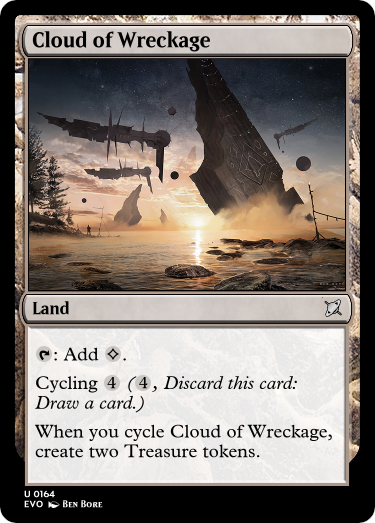 Cloud of Wreckage
Land
: Add .
Cycling 4 (4, Discard this card:
Draw a card.)
When you cycle Cloud of Wreckage,
create two Treasure tokens.
U 0164
EVO Ben Bore